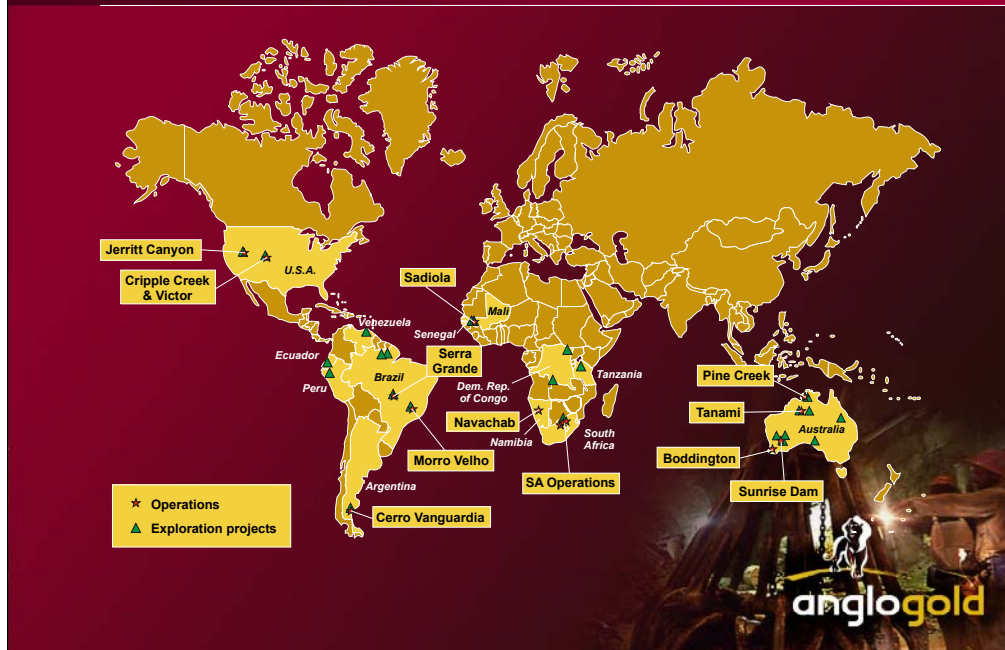 Jerritt Canyon
U.S.A.
Cripple Creek
& Victor
Sadiola
Mali
Venezuela
Senegal
Ecuador
Serra
Grande
Peru
Brazil
Dem. Rep.
of Congo
Tanzania
Pine Creek
Navachab
Tanami
Namibia
South
Africa
Australia
Morro Velho
Boddington
SA Operations
Argentina
Sunrise Dam
Operations
Cerro Vanguardia
Exploration projects
anglogold